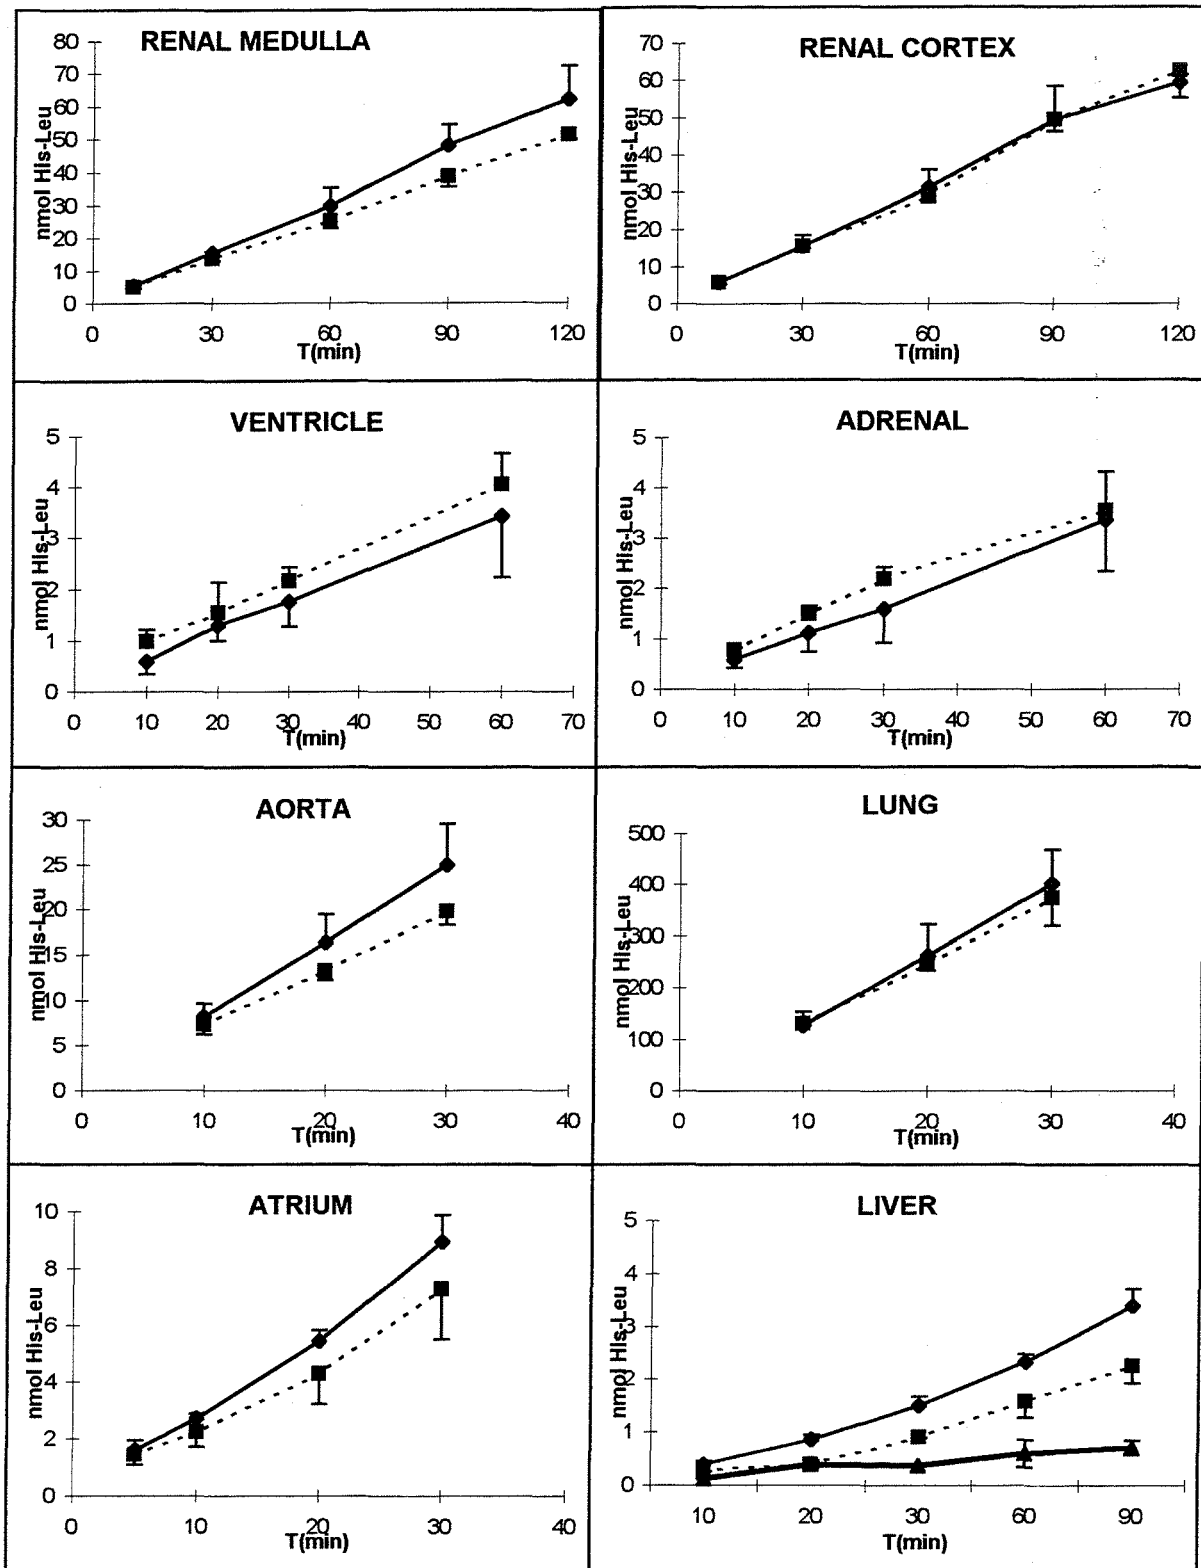 RENAL MEDULLA
nmol His-Leu
80
70
60
50
40
30
20
10
0
0 30 60 90 120
T(min)
RENAL CORTEX
nmol His-Leu
70
60
50
40
30
20
10
0
0 30 60 90 120
T(min)
VENTRICLE
nmol His-Leu
5
4
3
2
1
0
0 10 20 30 40 50 60 70
T(min)
ADRENAL
nmol His-Leu
5
4
3
2
1
0
0 10 20 30 40 50 60 70
T(min)
AORTA
nmol His-Leu
30
25
20
15
10
5
0
0 10 20 30 40
T(min)
LUNG
nmol His-Leu
500
400
300
200
100
0
0 10 20 30 40
T(min)
ATRIUM
nmol His-Leu
10
8
6
4
2
0
0 10 20 30 40
T(min)
LIVER
nmol His-Leu
5
4
3
2
1
0
10 20 30 60 90
T(min)